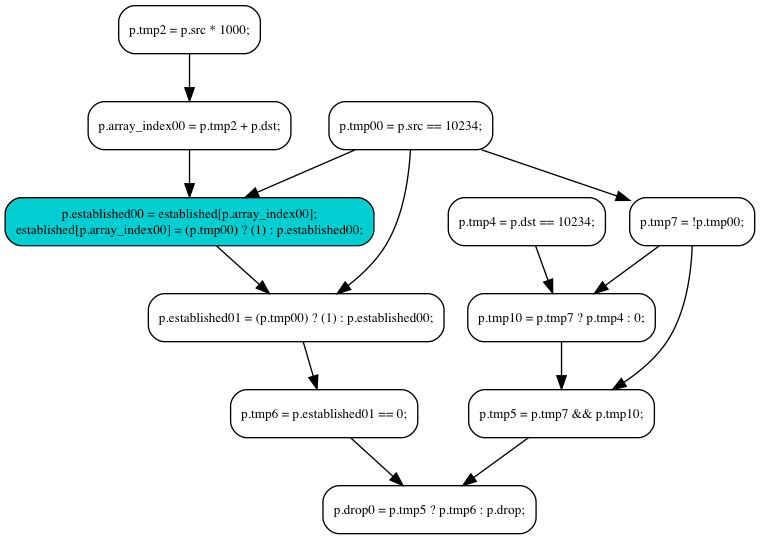 p.tmp2 = p.src * 1000;
p.array_index00 = p.tmp2 + p.dst;
p.tmp00 = p.src == 10234;
p.established00 = established[p.array_index00];
established[p.array_index00] = (p.tmp00) ? (1) : p.established00;
p.tmp4 = p.dst == 10234;
p.tmp7 = !p.tmp00;
p.established01 = (p.tmp00) ? (1) : p.established00;
p.tmp10 = p.tmp7 ? p.tmp4 : 0;
p.tmp6 = p.established01 == 0;
p.tmp5 = p.tmp7 && p.tmp10;
p.drop0 = p.tmp5 ? p.tmp6 : p.drop;